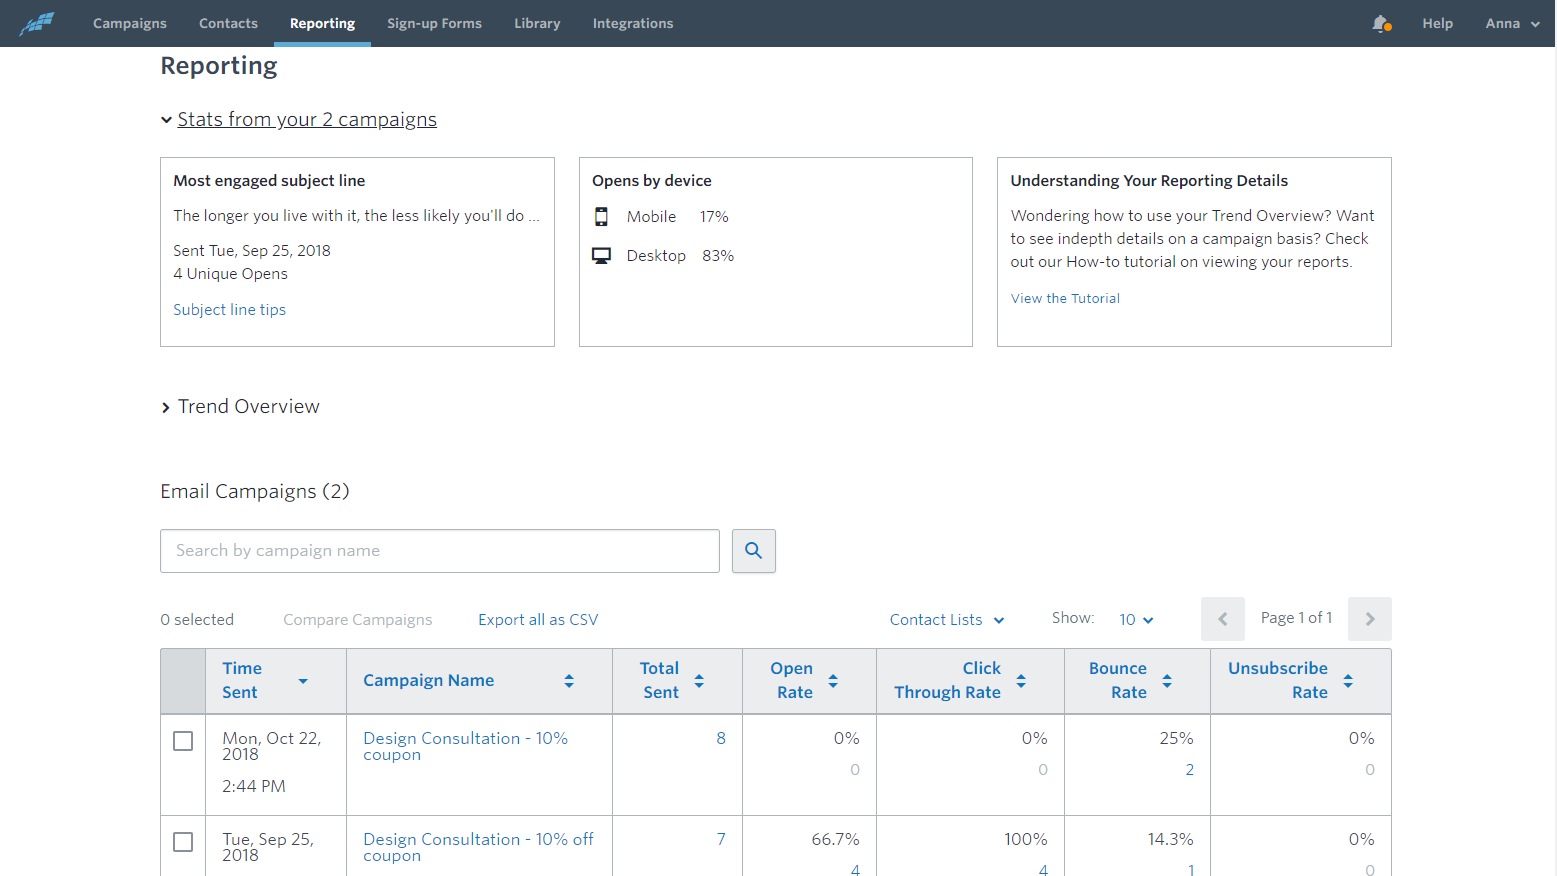 Campaigns Contacts Reporting Sign-up Forms Library Integrations Help Anna
Reporting
Stats from your 2 campaigns
Most engaged subject line
The longer you live with it, the less likely you'll do ...
Sent Tue, Sep 25, 2018
4 Unique Opens
Subject line tips
Opens by device
Mobile 17%
Desktop 83%
Understanding Your Reporting Details
Wondering how to use your Trend Overview? Want
to see indepth details on a campaign basis? Check
out our How-to tutorial on viewing your reports.
View the Tutorial
Trend Overview
Email Campaigns (2)
Search by campaign name
0 selected Compare Campaigns Export all as CSV Contact Lists Show: 10 Page 1 of 1
Time
Sent
Campaign Name
Total
Sent
Open
Rate
Click
Through Rate
Bounce
Rate
Unsubscribe
Rate
Mon, Oct 22,
2018
2:44 PM
Design Consultation - 10%
coupon
8
0%
0
0%
0
25%
2
0%
0
Tue, Sep 25,
2018
Design Consultation - 10% off
coupon
7
66.7%
4
100%
4
14.3%
1
0%
0